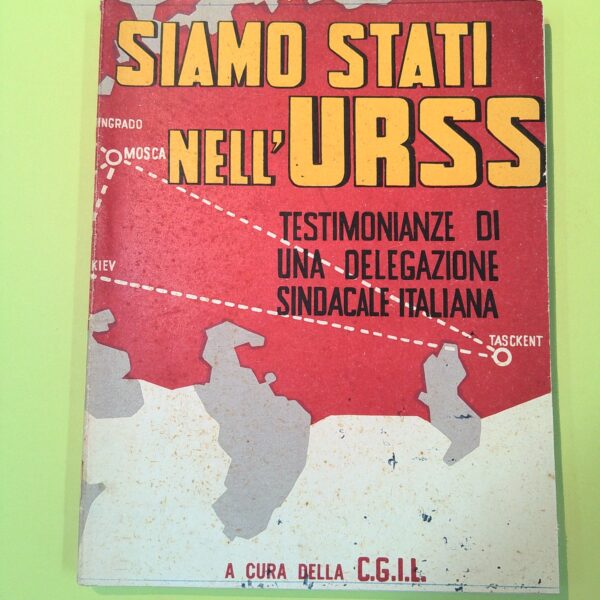 SIAMO STATI
NELL'URSS
INGRADO
MOSCA
TESTIMONIANZE DI
UNA DELEGAZIONE
SINDACALE ITALIANA
KIEV
TASCKENT
A CURA DELLA C.G.I.L.